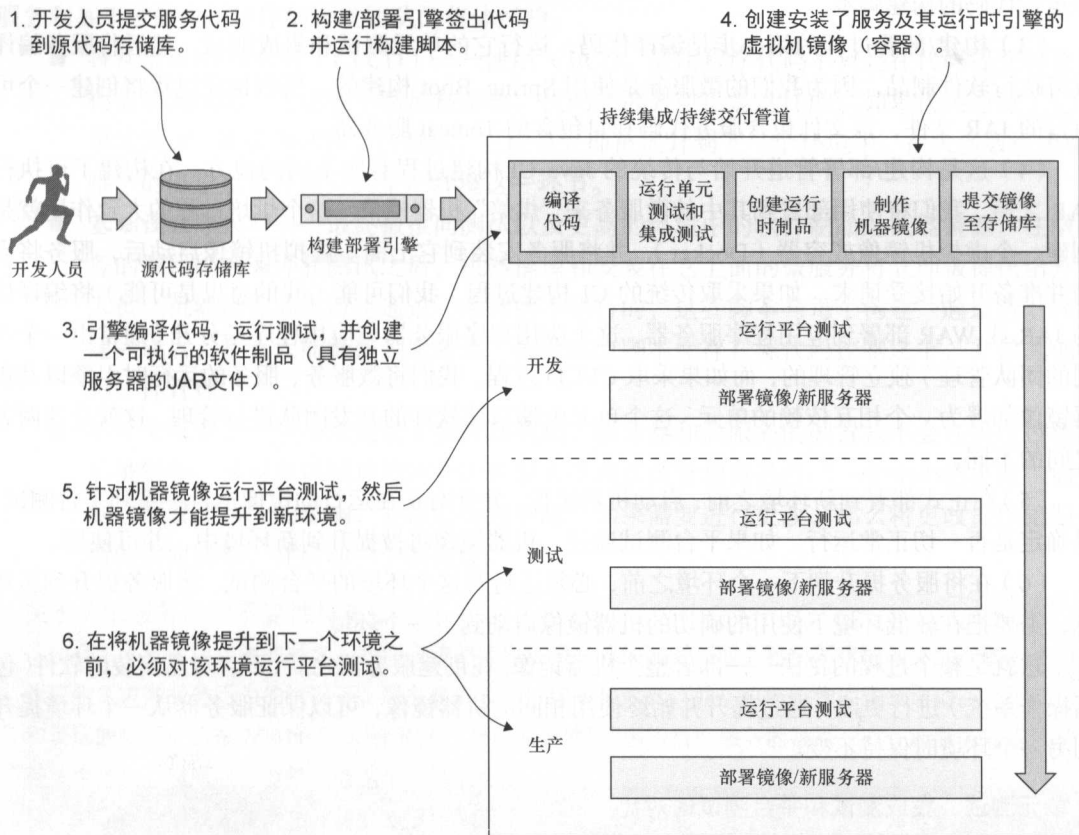 1. 开发人员提交服务代码
到源代码存储库。
2. 构建/部署引擎签出代码
并运行构建脚本。
4. 创建安装了服务及其运行时引擎的
虚拟机镜像（容器）。
持续集成/持续交付管道
开发人员
源代码存储库
构建部署引擎
编译
代码
运行单元
测试和
集成测试
创建运行
时制品
制作
机器镜像
提交镜像
至存储库
3. 引擎编译代码，运行测试，并创建
一个可执行的软件制品（具有独立
服务器的JAR文件）。
开发
运行平台测试
部署镜像/新服务器
5. 针对机器镜像运行平台测试，然后
机器镜像才能提升到新环境。
测试
运行平台测试
部署镜像/新服务器
6. 在将机器镜像提升到下一个环境之
前，必须对该环境运行平台测试。
生产
运行平台测试
部署镜像/新服务器